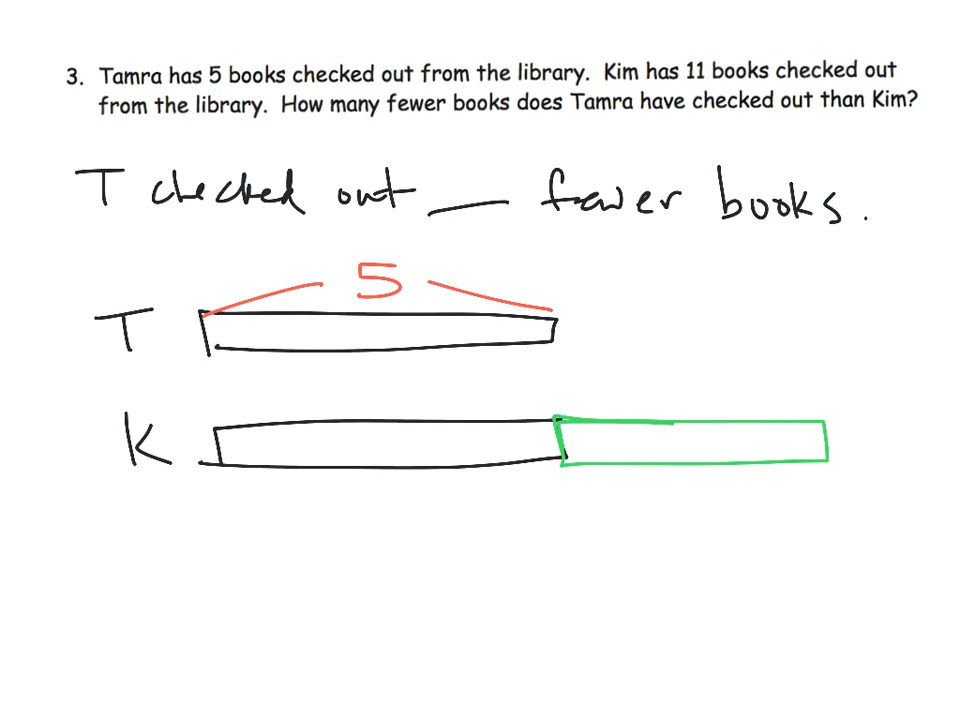 3. Tamra has 5 books checked out from the library. Kim has 11 books checked out
from the library. How many fewer books does Tamra have checked out than Kim?
T checked out __ fewer books.
5
T
K